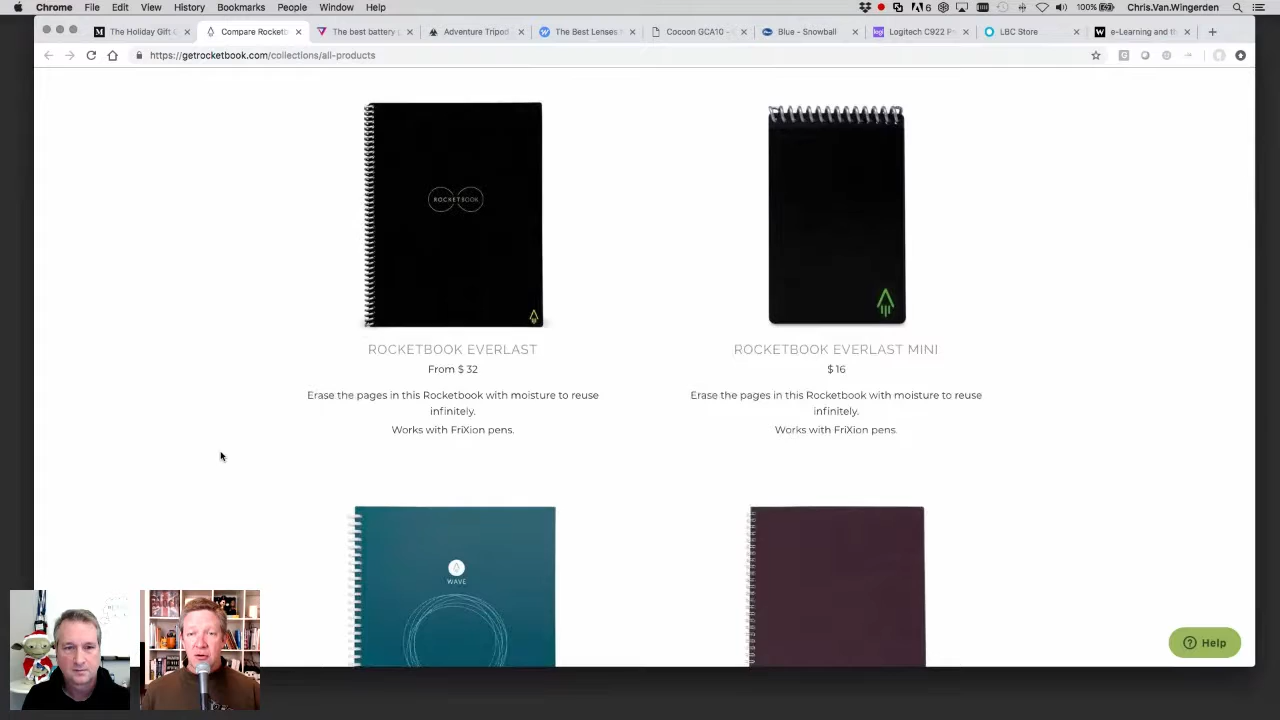 Chrome File Edit View History Bookmarks People Window Help 6 100% Chris.Van.Wingerden
The Holiday Gift Compare Rocketb The best battery Adventure Tripod The Best Lenses Cocoon GCA10 - Blue - Snowball Logitech C922 P LBC Store e-Learning and th
https://getrocketbook.com/collections/all-products
ROCKETBOOK
ROCKETBOOK EVERLAST
From $ 32
Erase the pages in this Rocketbook with moisture to reuse
infinitely.
Works with FriXion pens.
ROCKETBOOK EVERLAST MINI
$ 16
Erase the pages in this Rocketbook with moisture to reuse
infinitely.
Works with FriXion pens.
WAVE
Help